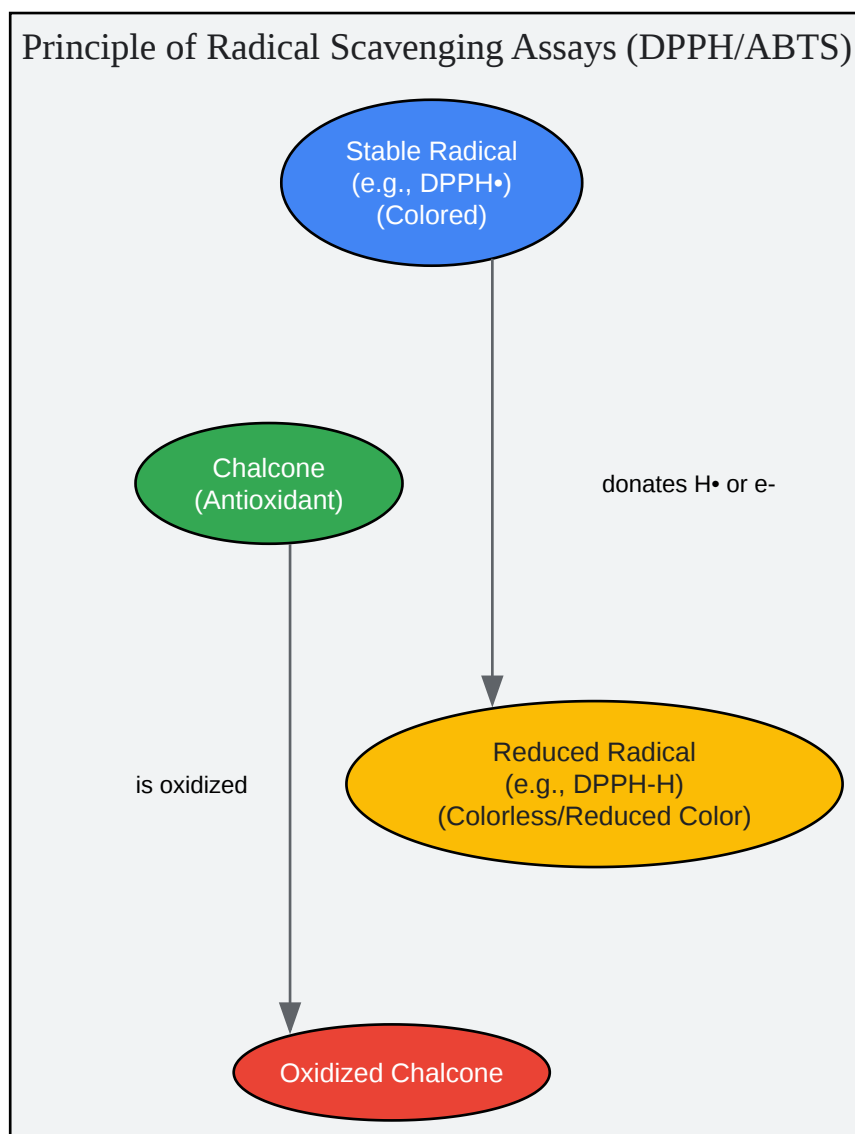 Principle of Radical Scavenging Assays (DPPH/ABTS)
Stable Radical
(e.g., DPPH•)
(Colored)
Chalcone
(Antioxidant)
donates H• or e-
Reduced Radical
(e.g., DPPH-H)
(Colorless/Reduced Color)
is oxidized
Oxidized Chalcone